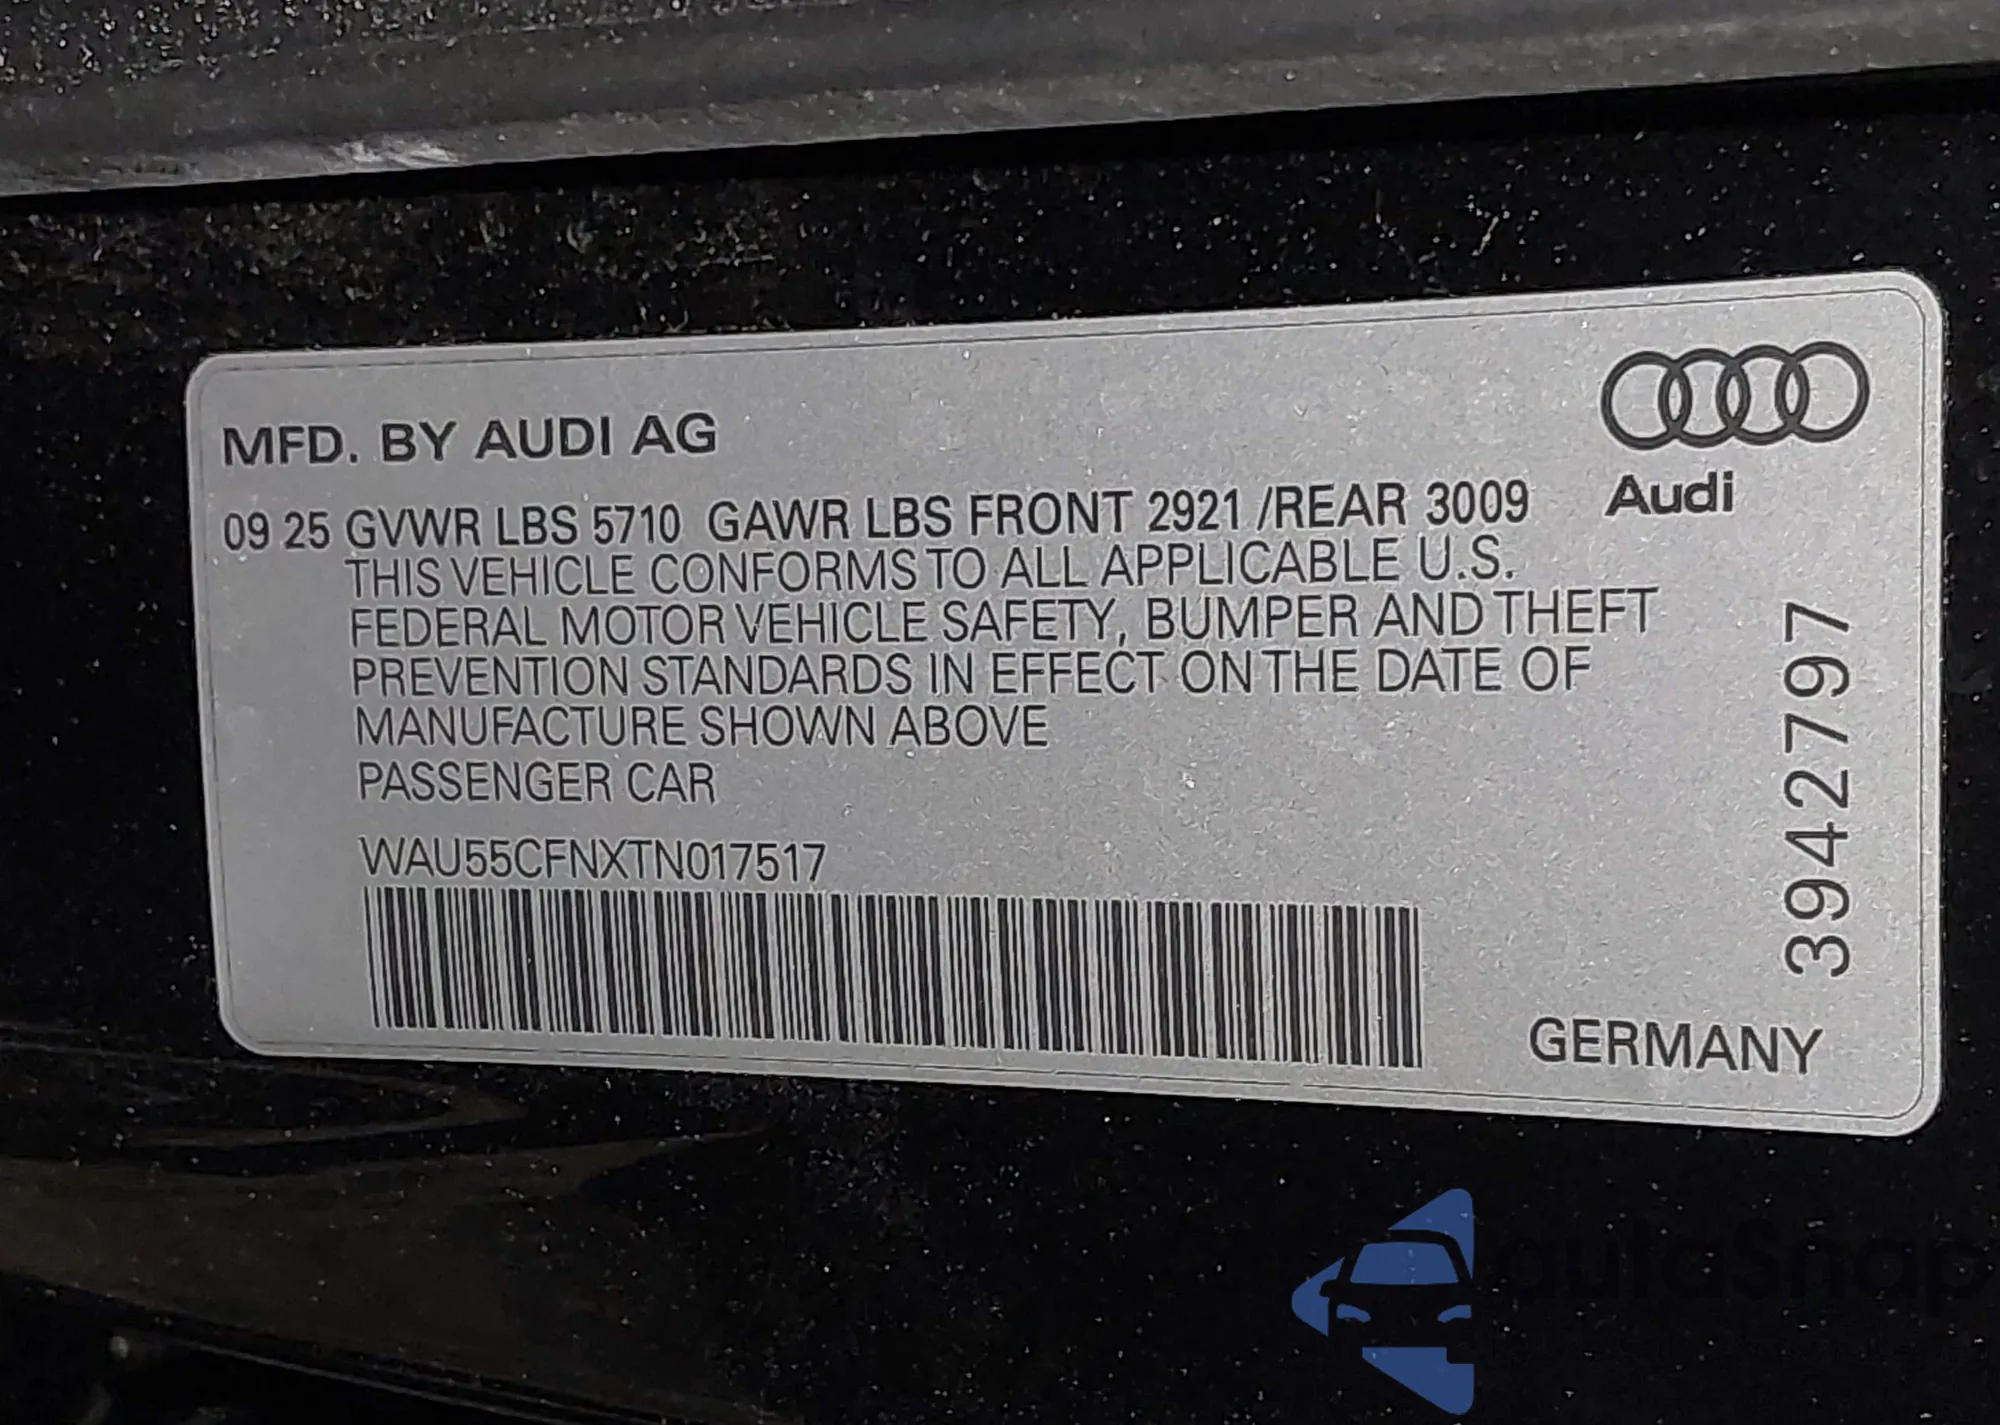 MFD. BY AUDI AG
09 25 GVWR LBS 5710 GAWR LBS FRONT 2921 /REAR 3009
THIS VEHICLE CONFORMS TO ALL APPLICABLE U.S.
FEDERAL MOTOR VEHICLE SAFETY, BUMPER AND THEFT
PREVENTION STANDARDS IN EFFECT ON THE DATE OF
MANUFACTURE SHOWN ABOVE
PASSENGER CAR
WAU55CFNXTN017517
Audi
3942797
GERMANY
autoSnap